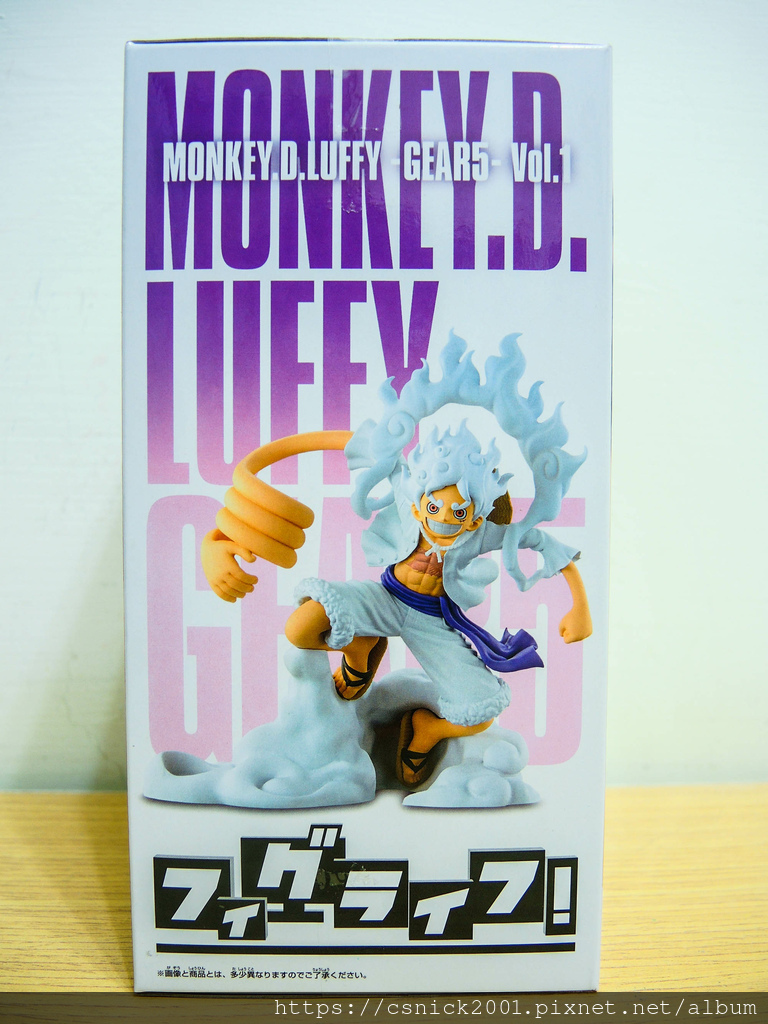 MONKEY.D.
MONKEY.D.LUFFY -GEAR5- Vol.1
LUFFY
GEAR5
フィグライフ!
※画像と商品とは、多少異なりますのでご了承ください。
https://csnick2001.pixnet.net/album